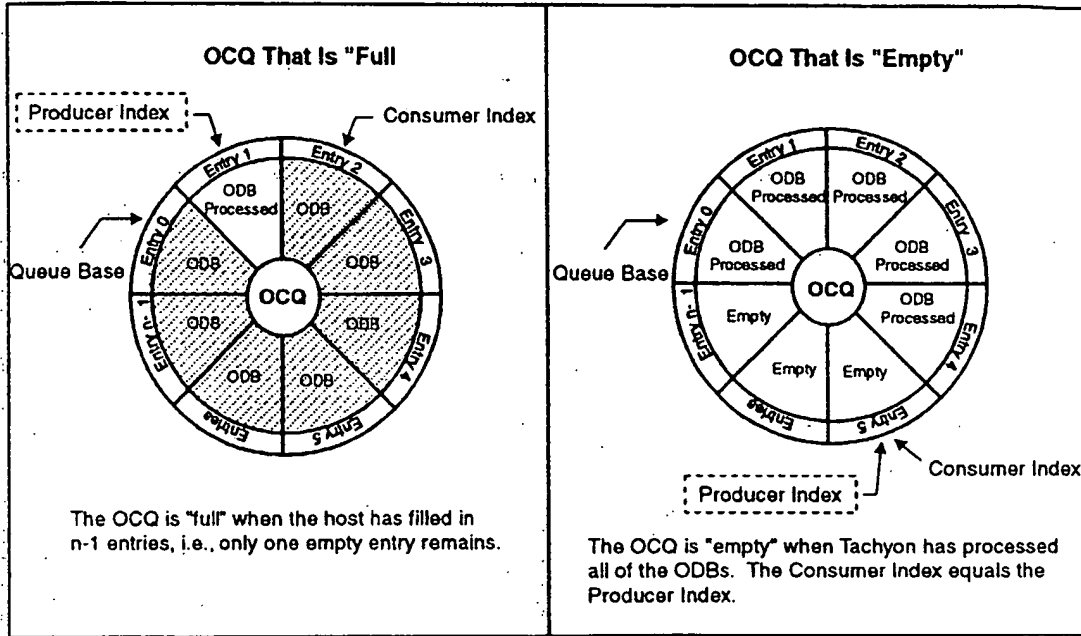 OCQ That Is "Full
Producer Index
Consumer Index
Queue Base
Entry 0
Entry 1
Entry 2
Entry 3
Entry 4
Entry 5
Entries
Entry n-1
ODB
Processed
ODB
ODB
ODB
ODB
ODB
ODB
ODB
OCQ
The OCQ is "full" when the host has filled in
n-1 entries, i.e., only one empty entry remains.
OCQ That Is "Empty"
Queue Base
Entry 0
Entry 1
Entry 2
Entry 3
Entry 4
Entry 5
Entries
Entry n-1
ODB
Processed
ODB
Processed
ODB
Processed
ODB
Processed
ODB
Processed
Empty
Empty
Empty
OCQ
Consumer Index
Producer Index
The OCQ is "empty" when Tachyon has processed
all of the ODBs. The Consumer Index equals the
Producer Index.